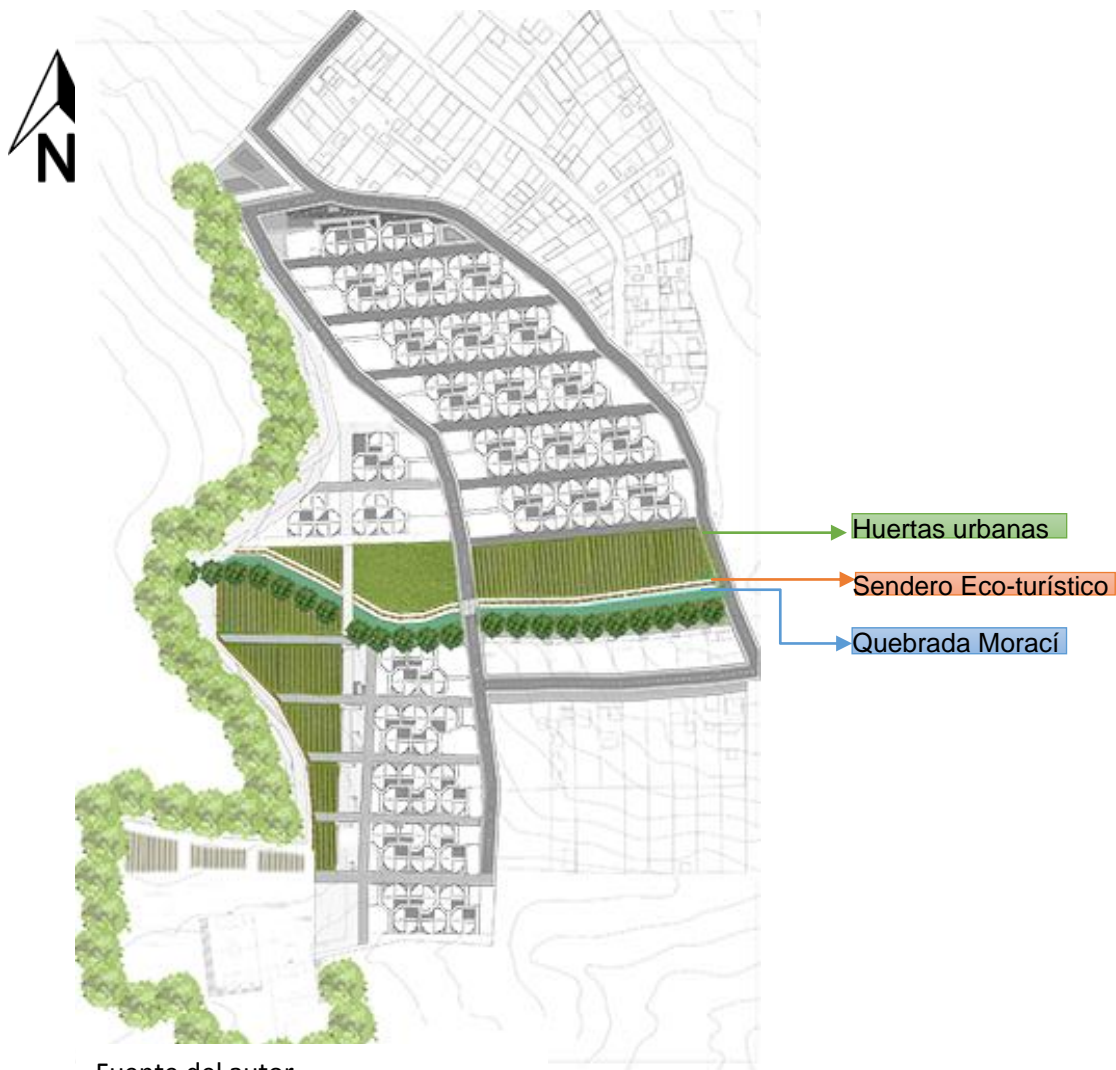 N
Huertas urbanas
Sendero Eco-turístico
Quebrada Morací
Fuente del autor